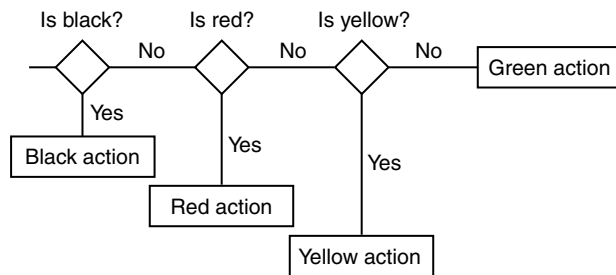 Is black?
Is red?
Is yellow?
No
No
No
Green action
Yes
Black action
Yes
Red action
Yes
Yellow action